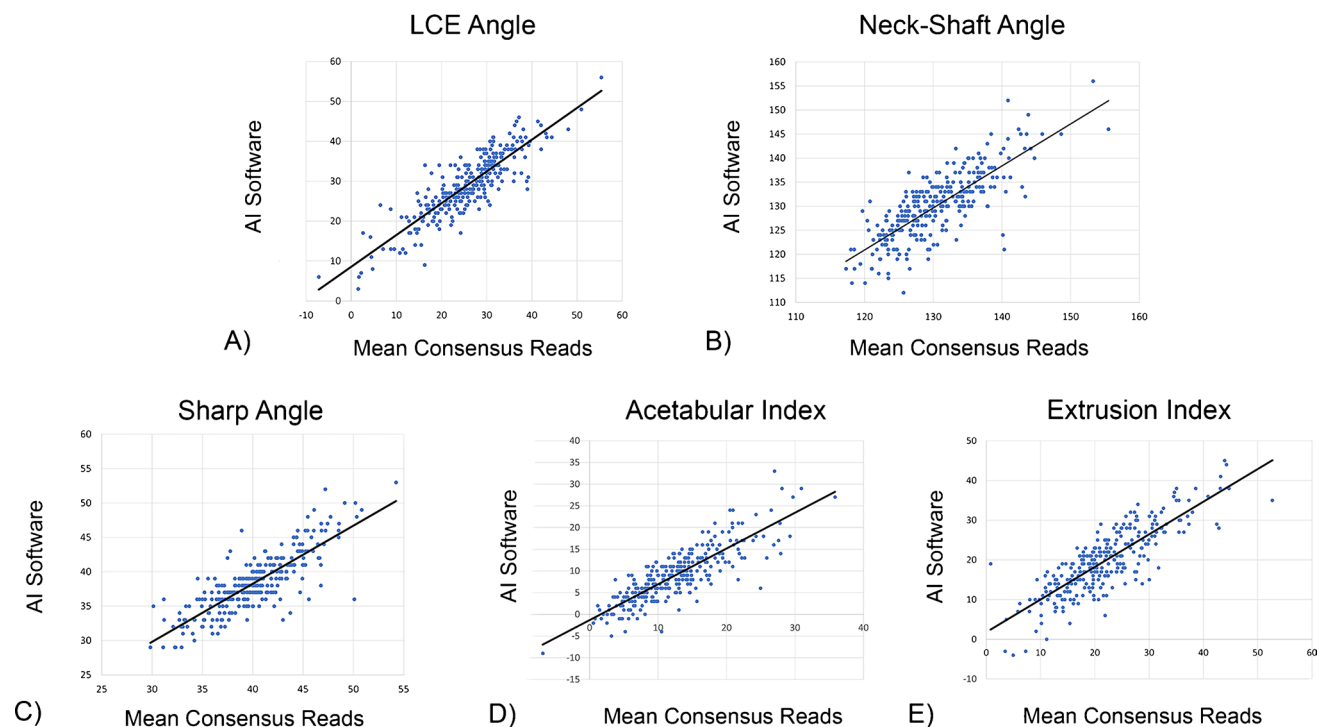 LCE Angle
60
50
40
30
20
10
0
-10 0 10 20 30 40 50 60
AI Software
Mean Consensus Reads
A)
Neck-Shaft Angle
160
155
150
145
140
135
130
125
120
115
110
110 120 130 140 150 160
AI Software
Mean Consensus Reads
B)
Sharp Angle
60
55
50
45
40
35
30
25
25 30 35 40 45 50 55
AI Software
Mean Consensus Reads
C)
Acetabular Index
40
35
30
25
20
15
10
5
0
-5
-10
-15
0 10 20 30 40
AI Software
Mean Consensus Reads
D)
Extrusion Index
50
40
30
20
10
0
-10
0 10 20 30 40 50 60
AI Software
Mean Consensus Reads
E)